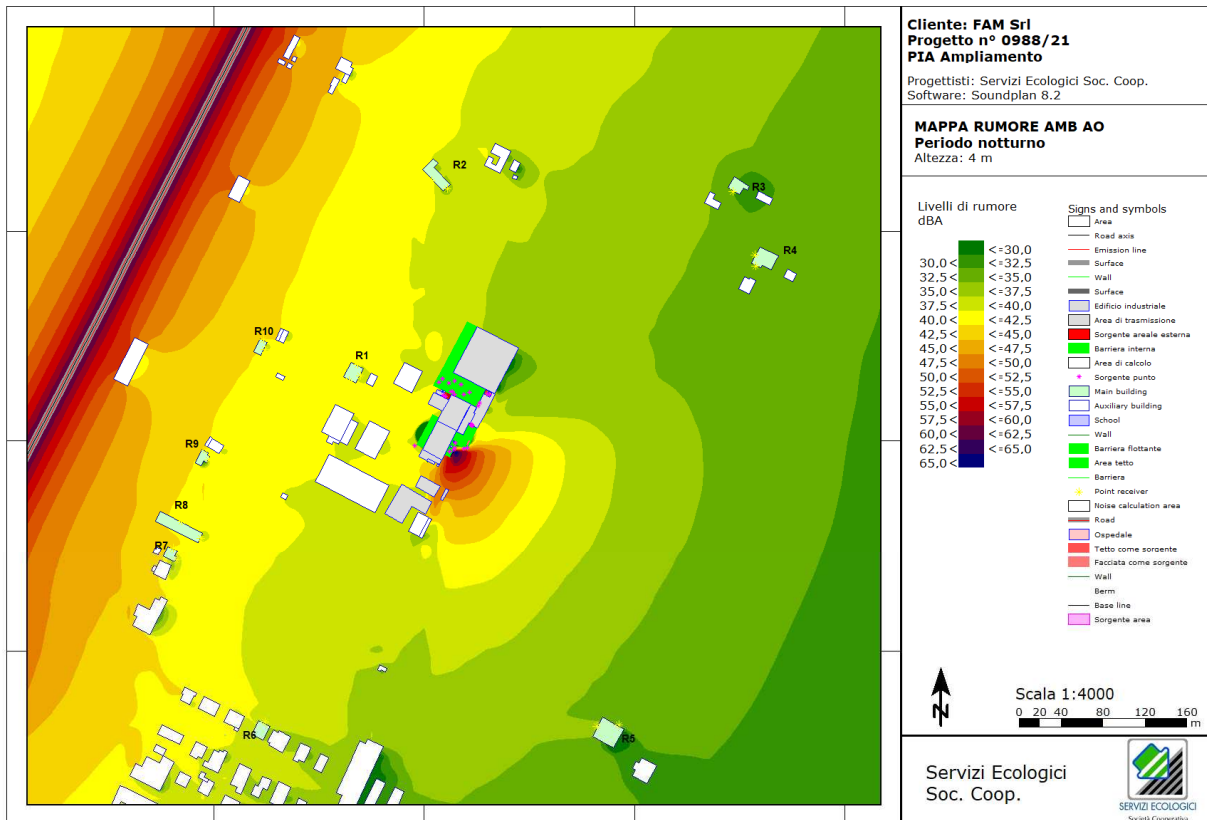 Cliente: FAM Srl
Progetto n° 0988/21
PIA Ampliamento
Progettisti: Servizi Ecologici Soc. Coop.
Software: Soundplan 8.2
MAPPA RUMORE AMB AO
Periodo notturno
Altezza: 4 m
Livelli di rumore
dBA
<=30,0
30,0< <=32,5
32,5< <=35,0
35,0< <=37,5
37,5< <=40,0
40,0< <=42,5
42,5< <=45,0
45,0< <=47,5
47,5< <=50,0
50,0< <=52,5
52,5< <=55,0
55,0< <=57,5
57,5< <=60,0
60,0< <=62,5
62,5< <=65,0
65,0<
Signs and symbols
Area
Road axis
Emission line
Surface
Wall
Surface
Edificio industriale
Area di trasmissione
Sorgente areale esterna
Barriera interna
Area di calcolo
Sorgente punto
Main building
Auxiliary building
School
Wall
Barriera flottante
Area tetto
Barriera
Point receiver
Noise calculation area
Road
Ospedale
Tetto come sorgente
Facciata come sorgente
Wall
Berm
Base line
Sorgente area
N
Scala 1:4000
0 20 40 80 120 160
m
Servizi Ecologici
Soc. Coop.
SERVIZI ECOLOGICI
Società Cooperativa
R2
R3
R4
R10
R1
R9
R8
R7
R6
R5